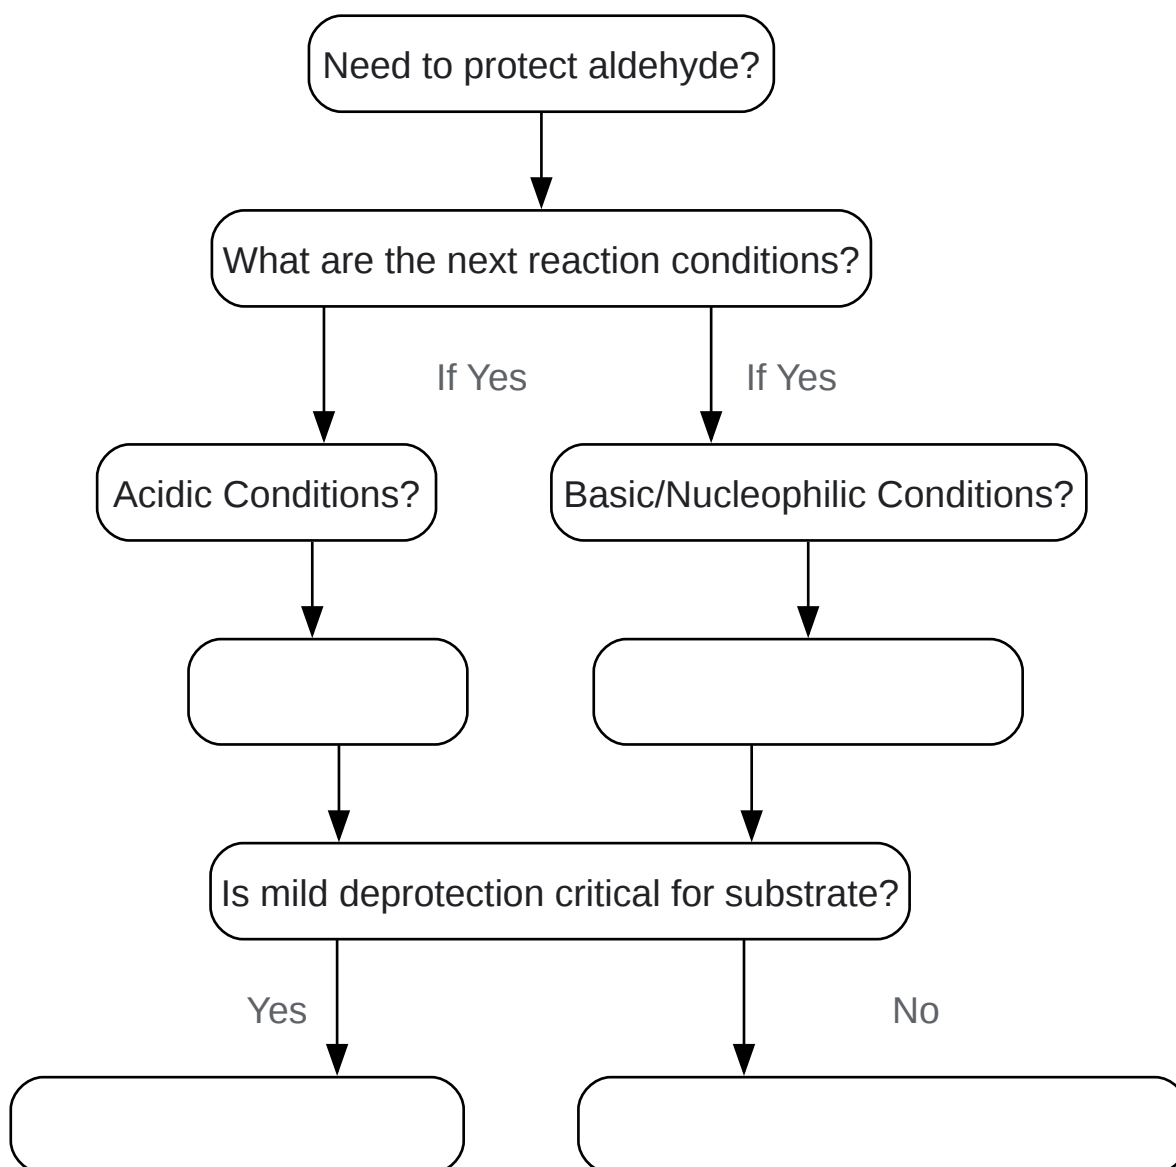 Need to protect aldehyde?
What are the next reaction conditions?
If Yes
If Yes
Acidic Conditions?
Basic/Nucleophilic Conditions?
Is mild deprotection critical for substrate?
Yes
No